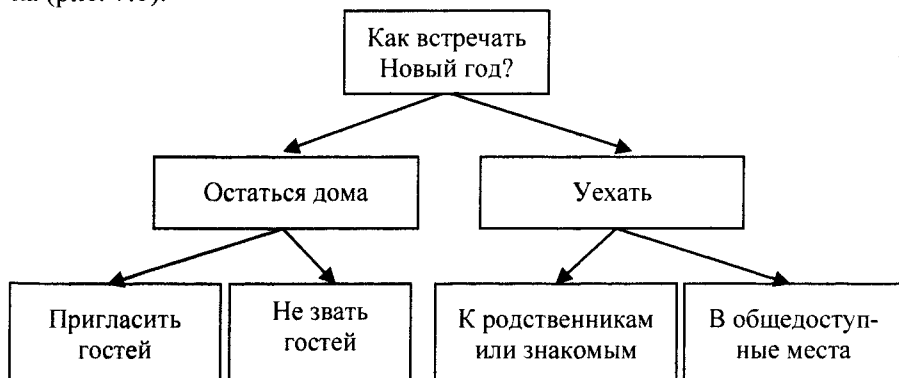 Как встречать
Новый год?
Остаться дома
Уехать
Пригласить
гостей
Не звать
гостей
К родственникам
или знакомым
В общедоступ-
ные места